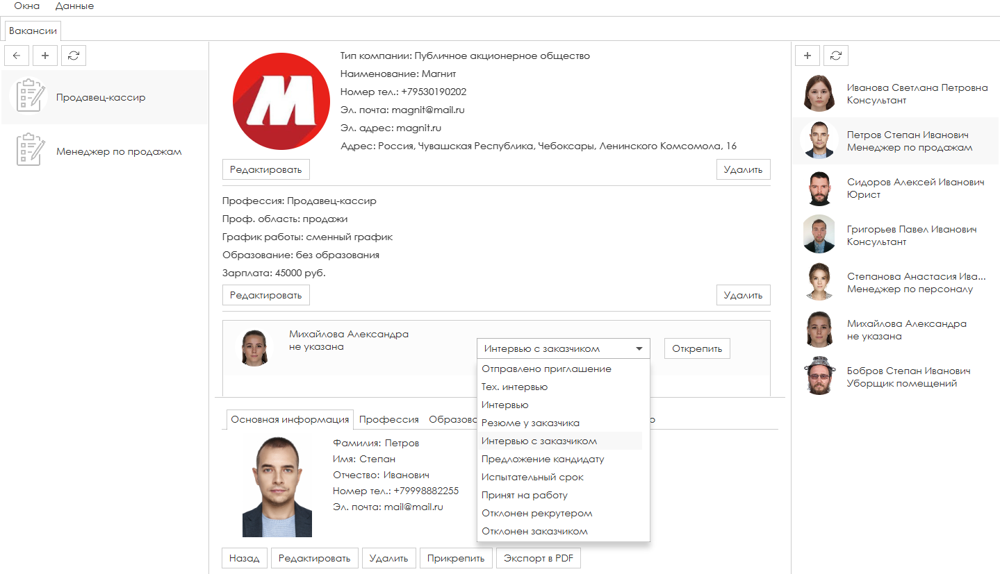 Окна Данные
Вакансии
Продавец-кассир
Менеджер по продажам
Тип компании: Публичное акционерное общество
Наименование: Магнит
Номер тел.: +79530190202
Эл. почта: magnit@mail.ru
Эл. адрес: magnit.ru
Адрес: Россия, Чувашская Республика, Чебоксары, Ленинского Комсомола, 16
Редактировать Удалить
Профессия: Продавец-кассир
Проф. область: продажи
График работы: сменный график
Образование: без образования
Зарплата: 45000 руб.
Редактировать Удалить
Михайлова Александра
не указана
Интервью с заказчиком Открепить
Отправлено приглашение
Тех. интервью
Интервью
Резюме у заказчика
Интервью с заказчиком
Предложение кандидату
Испытательный срок
Принят на работу
Отклонен рекрутером
Отклонен заказчиком
Основная информация Профессия Образова о
Фамилия: Петров
Имя: Степан
Отчество: Иванович
Номер тел.: +79998882255
Эл. почта: mail@mail.ru
Назад Редактировать Удалить Прикрепить Экспорт в PDF
Иванова Светлана Петровна
Консультант
Петров Степан Иванович
Менеджер по продажам
Сидоров Алексей Иванович
Юрист
Григорьев Павел Иванович
Консультант
Степанова Анастасия Ива...
Менеджер по персоналу
Михайлова Александра
не указана
Бобров Степан Иванович
Уборщик помещений